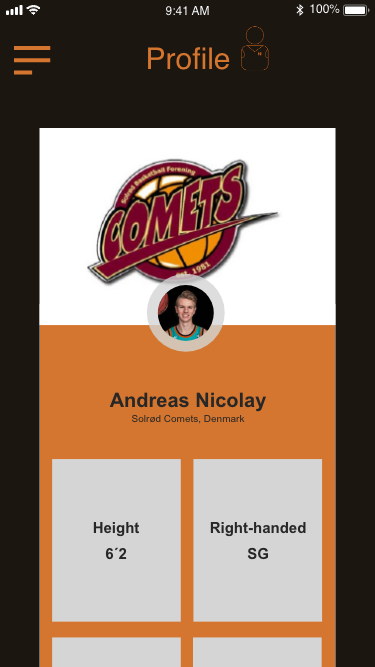 9:41 AM
100%
Profile
Solrød Basketball Forening
COMETS
Est. 1981
Andreas Nicolay
Solrød Comets, Denmark
Height
6´2
Right-handed
SG